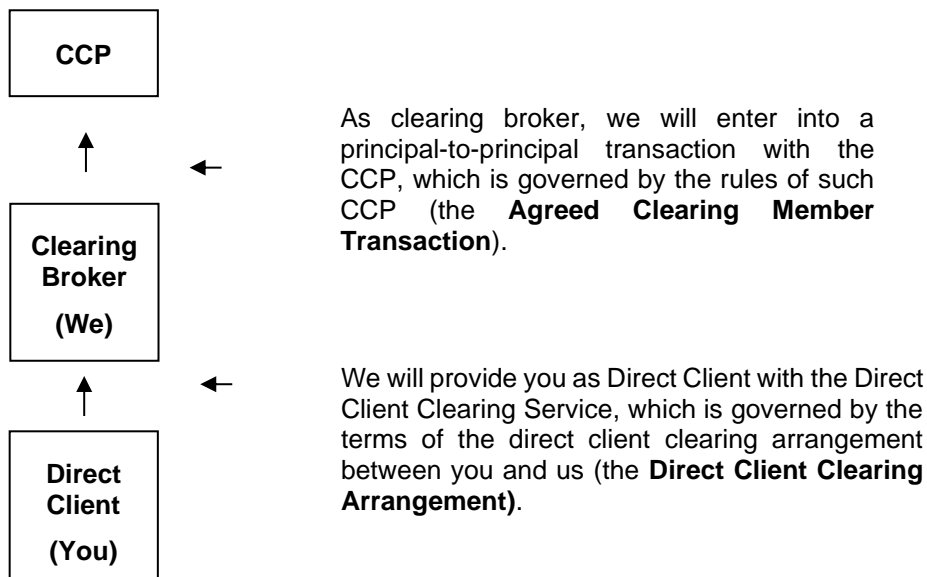 CCP
As clearing broker, we will enter into a
principal-to-principal transaction with the
CCP, which is governed by the rules of such
CCP (the Agreed Clearing Member
Transaction).
Clearing
Broker
(We)
We will provide you as Direct Client with the Direct
Client Clearing Service, which is governed by the
terms of the direct client clearing arrangement
between you and us (the Direct Client Clearing
Arrangement).
Direct
Client
(You)